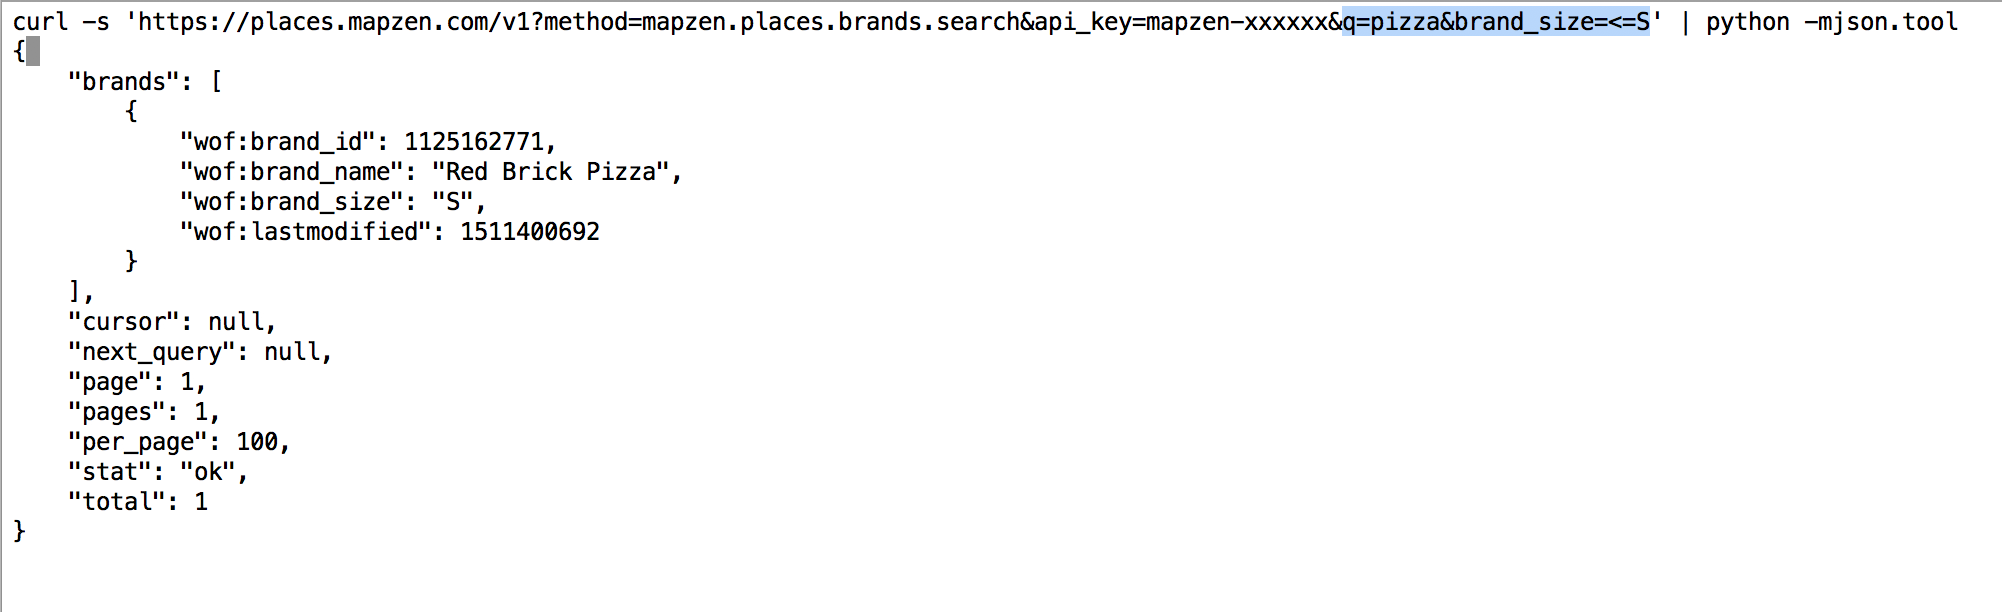 curl -s 'https://places.mapzen.com/v1?method=mapzen.places.brands.search&api_key=mapzen-xxxxxx&q=pizza&brand_size=<=S' | python -mjson.tool
{
    "brands": [
        {
            "wof:brand_id": 1125162771,
            "wof:brand_name": "Red Brick Pizza",
            "wof:brand_size": "S",
            "wof:lastmodified": 1511400692
        }
    ],
    "cursor": null,
    "next_query": null,
    "page": 1,
    "pages": 1,
    "per_page": 100,
    "stat": "ok",
    "total": 1
}